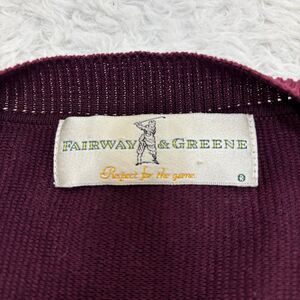 FAIRWAY & GREENE
Respect for the game.